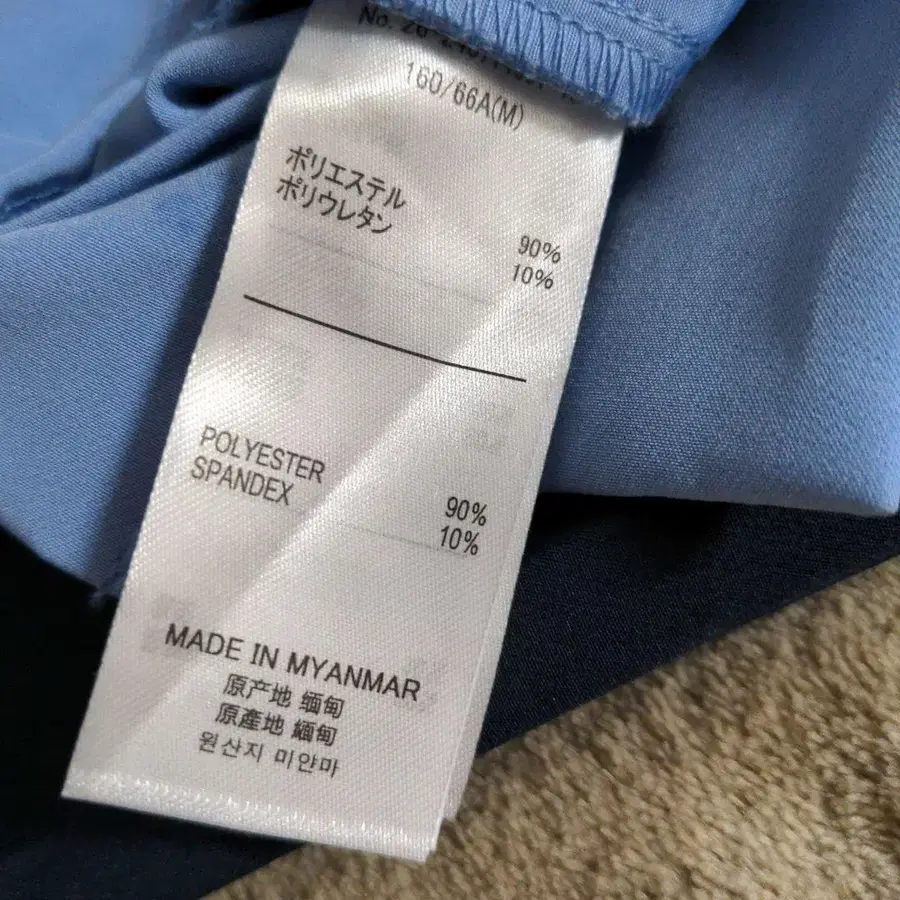 160/66A(M)
ポリエステル 90%
ポリウレタン 10%
POLYESTER 90%
SPANDEX 10%
MADE IN MYANMAR
原产地 缅甸
原產地 緬甸
원산지 미얀마